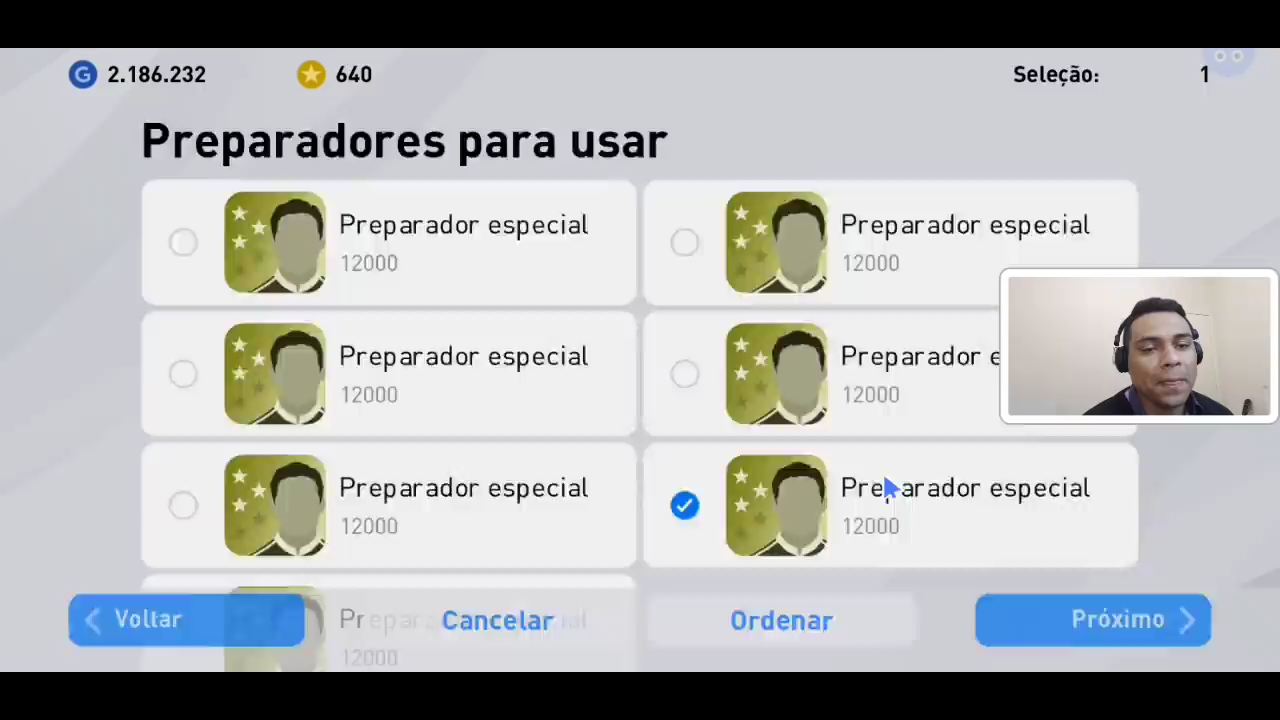 G 2.186.232 640 Seleção: 1
Preparadores para usar
Preparador especial
12000
Preparador especial
12000
Preparador especial
12000
Preparador
12000
Preparador especial
12000
Preparador especial
12000
Voltar
Cancelar
Ordenar
Próximo
12000